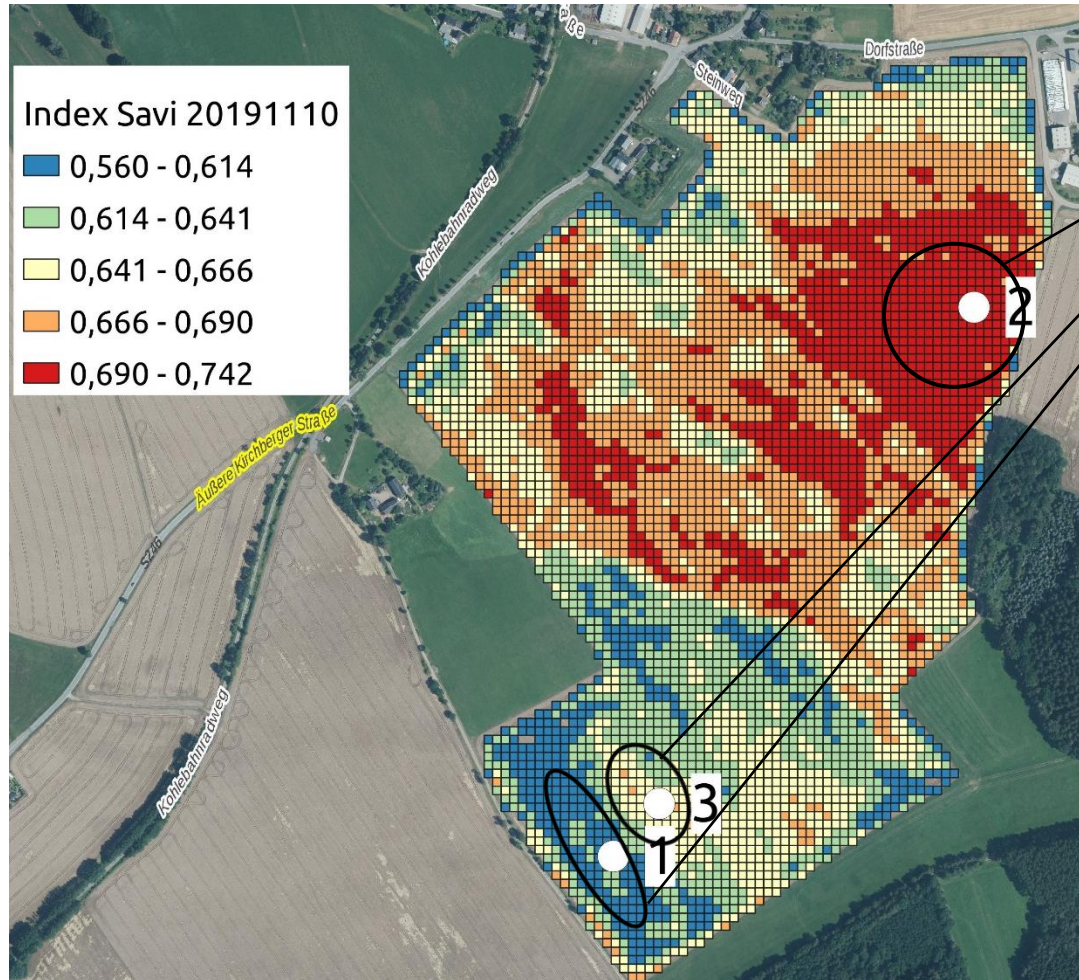 aße
Dorfstraße
Steinweg
S246
Index Savi 20191110
0,560 - 0,614
0,614 - 0,641
0,641 - 0,666
0,666 - 0,690
0,690 - 0,742
Kohlebahnradweg
2
Äußere Kirchberger Straße
S246
Kohlebahnradweg
3
1